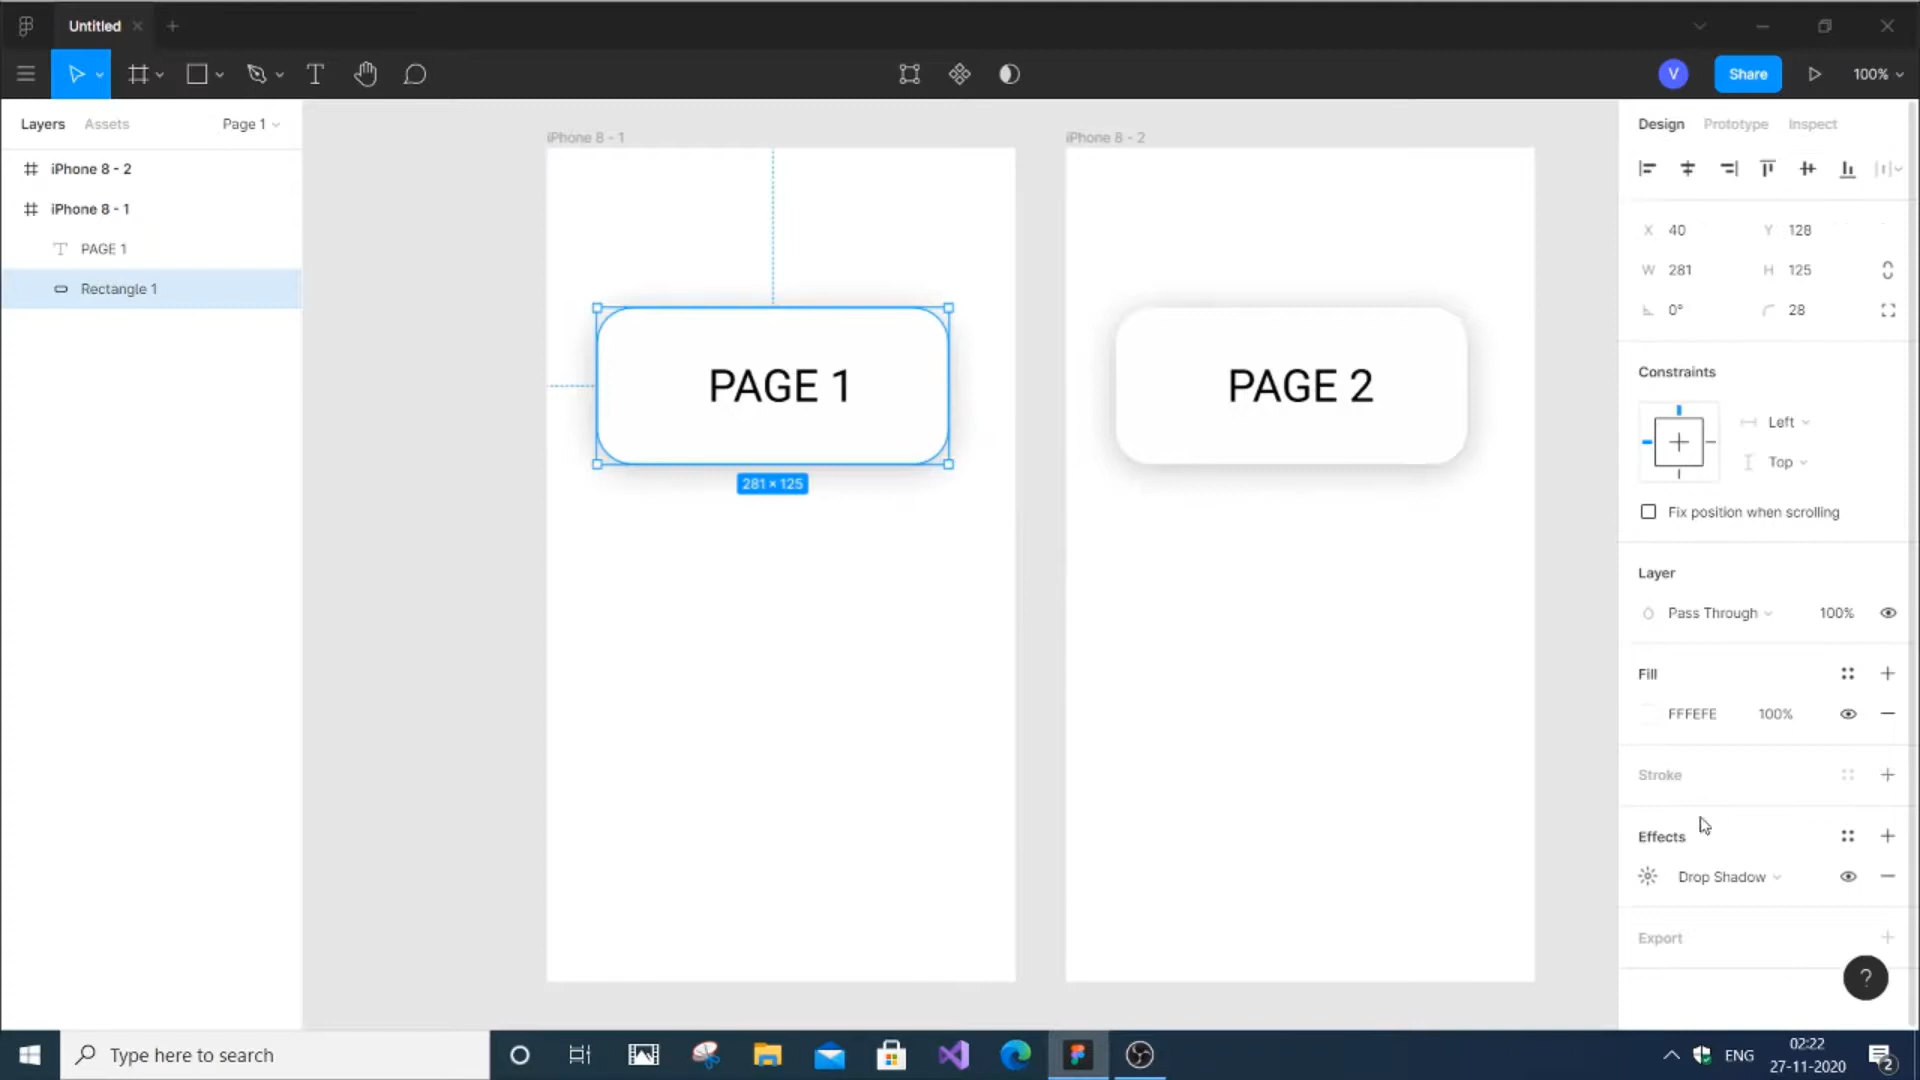 Untitled
V
Share
100%
Layers
Assets
Page 1
iPhone 8 - 2
iPhone 8 - 1
PAGE 1
Rectangle 1
iPhone 8 - 1
PAGE 1
281 × 125
iPhone 8 - 2
PAGE 2
Design
Prototype
Inspect
X 40
Y 128
W 281
H 125
0°
28
Constraints
Left
Top
Fix position when scrolling
Layer
Pass Through
100%
Fill
FFFEFE
100%
Stroke
Effects
Drop Shadow
Export
?
Type here to search
ENG
02:22
27-11-2020
2